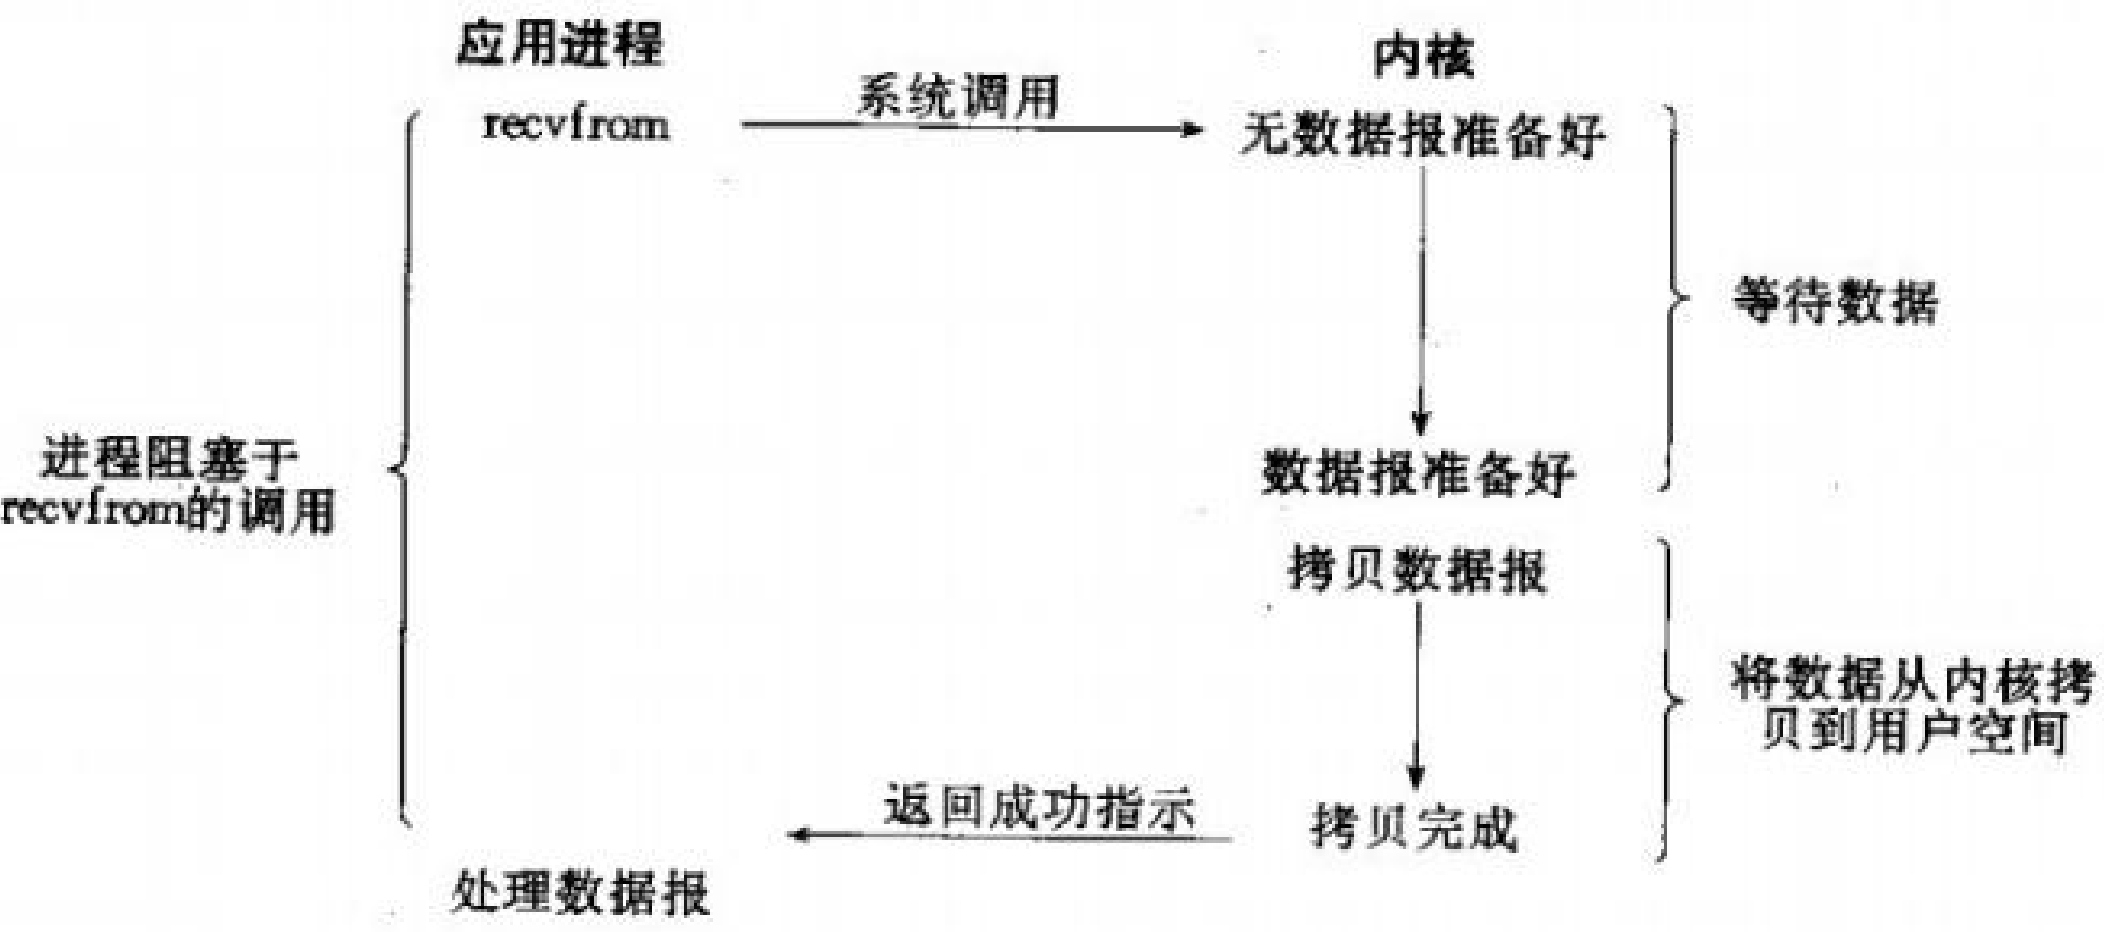 应用进程
内核
系统调用
recvfrom
无数据报准备好
等待数据
进程阻塞于
recvfrom的调用
数据报准备好
拷贝数据报
将数据从内核拷
贝到用户空间
返回成功指示
拷贝完成
处理数据报